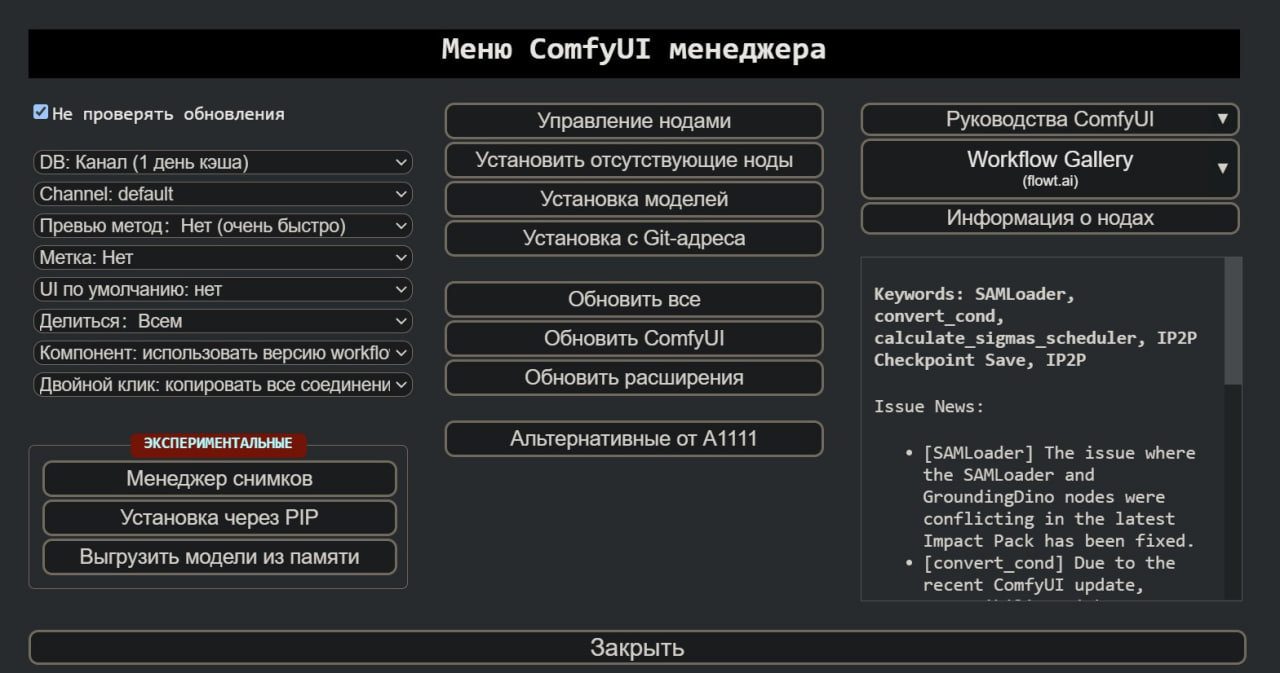 Меню ComfyUI менеджера
Не проверять обновления
DB: Канал (1 день кэша)
Channel: default
Превью метод: Нет (очень быстро)
Метка: Нет
UI по умолчанию: нет
Делиться: Всем
Компонент: использовать версию workflo
Двойной клик: копировать все соединени
ЭКСПЕРИМЕНТАЛЬНЫЕ
Менеджер снимков
Установка через PIP
Выгрузить модели из памяти
Управление нодами
Установить отсутствующие ноды
Установка моделей
Установка с Git-адреса
Обновить все
Обновить ComfyUI
Обновить расширения
Альтернативные от A1111
Руководства ComfyUI
Workflow Gallery
(flowt.ai)
Информация о нодах
Keywords: SAMLoader,
convert_cond,
calculate_sigmas_scheduler, IP2P
Checkpoint Save, IP2P
Issue News:
• [SAMLoader] The issue where
the SAMLoader and
GroundingDino nodes were
conflicting in the latest
Impact Pack has been fixed.
• [convert_cond] Due to the
recent ComfyUI update,
Закрыть